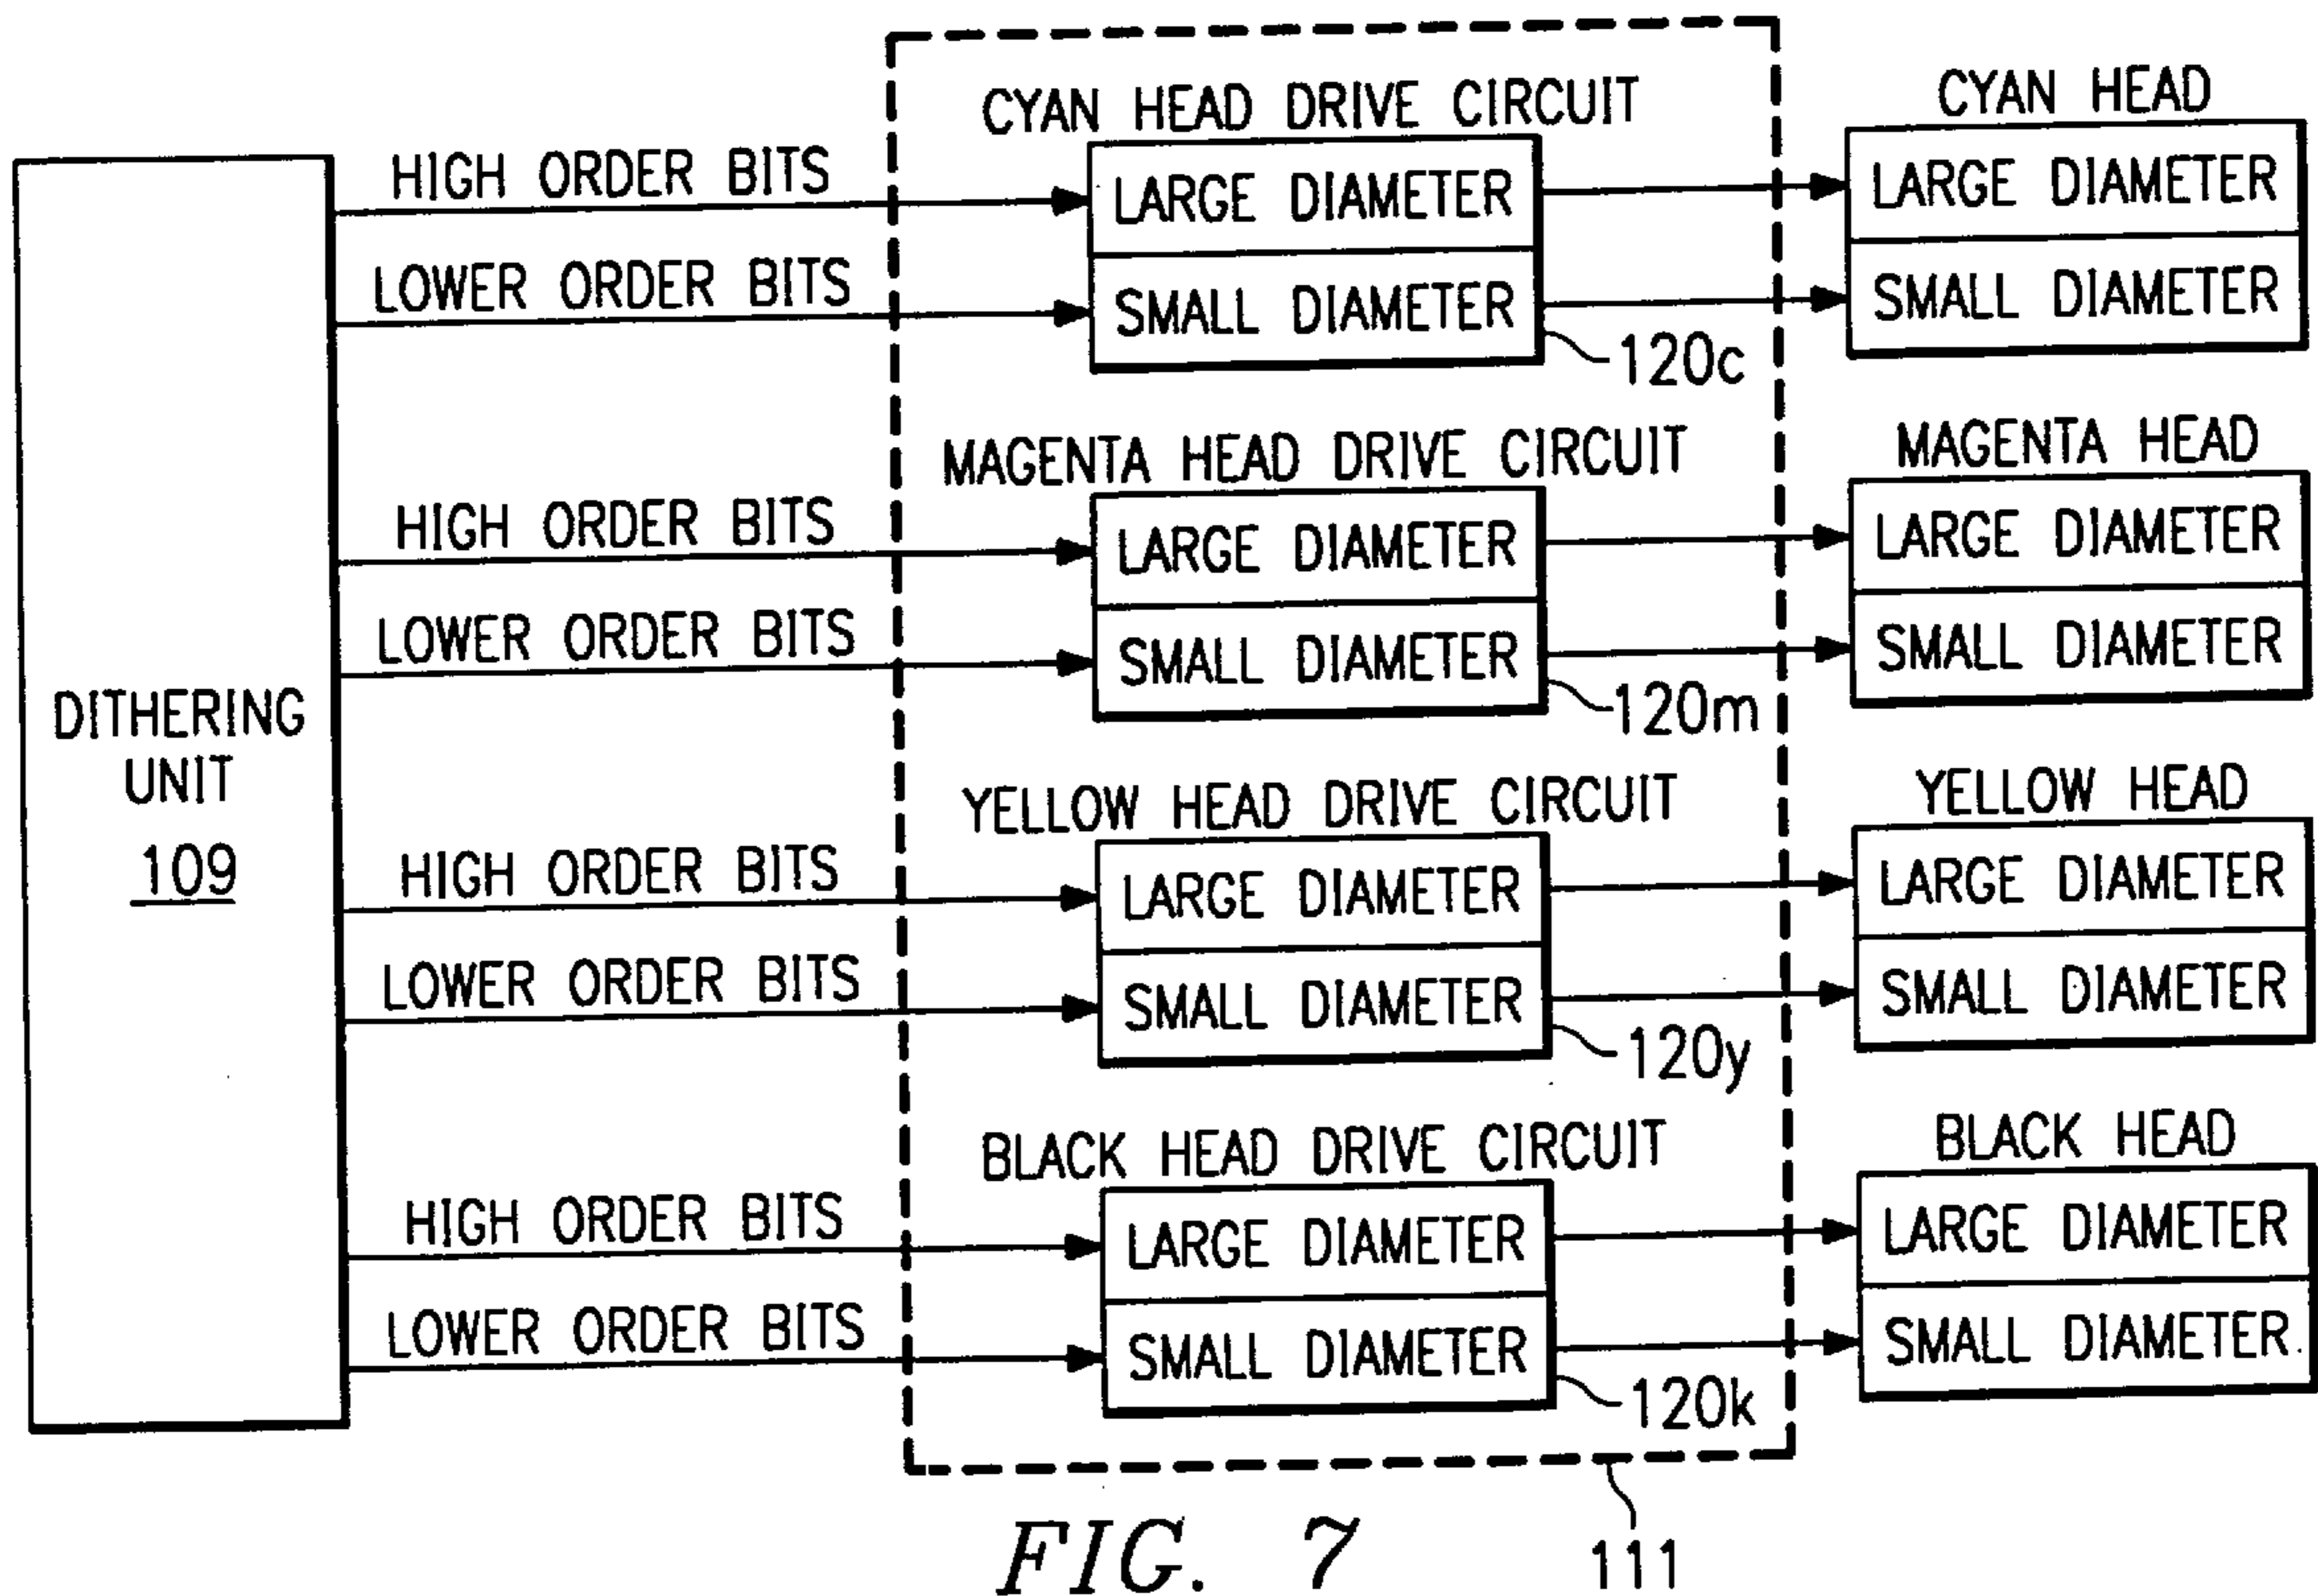 CYAN HEAD DRIVE CIRCUIT
CYAN HEAD
HIGH ORDER BITS
LARGE DIAMETER
LARGE DIAMETER
LOWER ORDER BITS
SMALL DIAMETER
SMALL DIAMETER
120c
MAGENTA HEAD DRIVE CIRCUIT
MAGENTA HEAD
HIGH ORDER BITS
LARGE DIAMETER
LARGE DIAMETER
LOWER ORDER BITS
SMALL DIAMETER
SMALL DIAMETER
120m
DITHERING
UNIT
109
YELLOW HEAD DRIVE CIRCUIT
YELLOW HEAD
HIGH ORDER BITS
LARGE DIAMETER
LARGE DIAMETER
LOWER ORDER BITS
SMALL DIAMETER
SMALL DIAMETER
120y
BLACK HEAD DRIVE CIRCUIT
BLACK HEAD
HIGH ORDER BITS
LARGE DIAMETER
LARGE DIAMETER
LOWER ORDER BITS
SMALL DIAMETER
SMALL DIAMETER
120k
111
FIG. 7